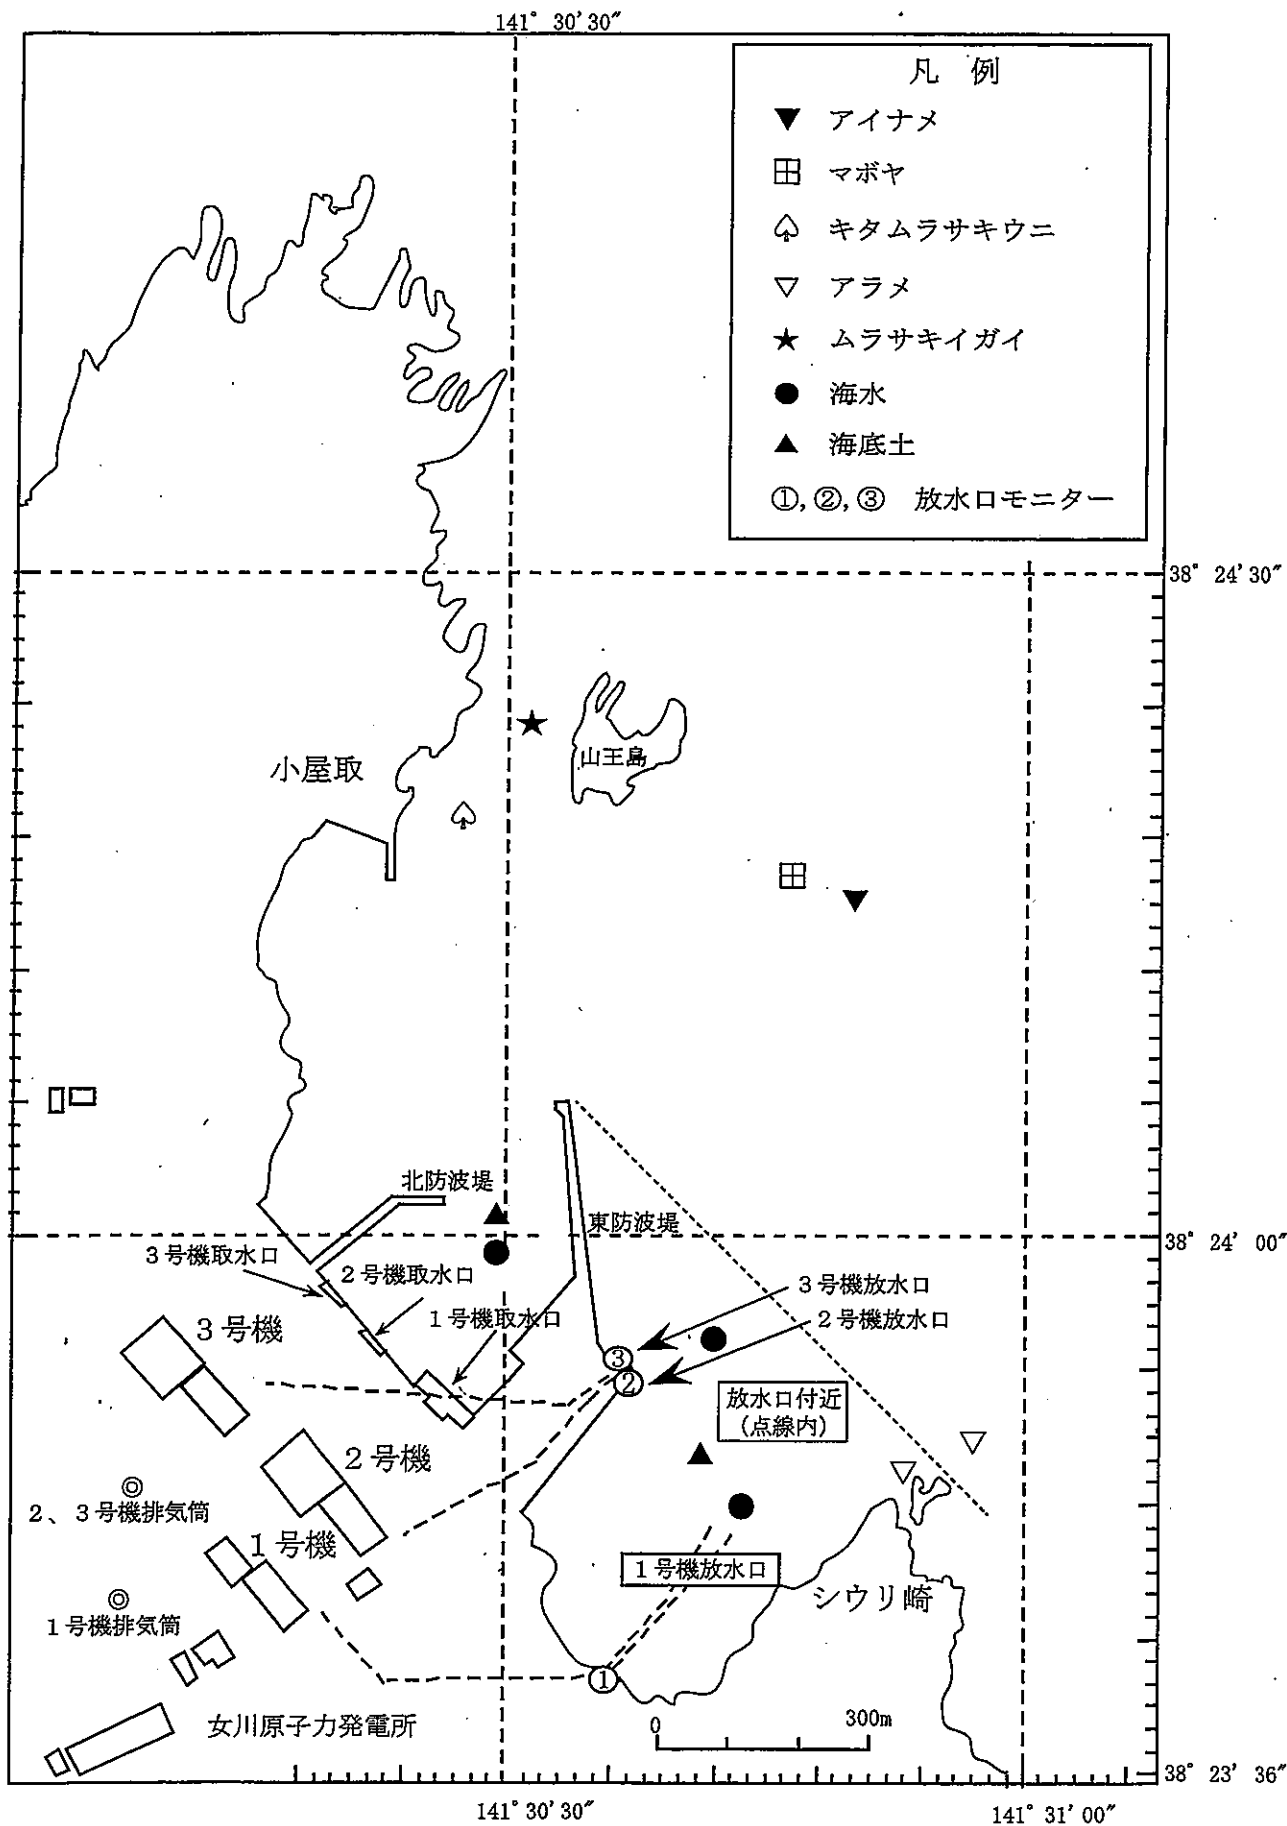 141° 30′30″
凡 例
アイナメ
マボヤ
キタムラサキウニ
アラメ
ムラサキイガイ
海水
海底土
①,②,③ 放水口モニター
38° 24′30″
山王島
小屋取
北防波堤
東防波堤
38° 24′00″
3号機取水口
2号機取水口
1号機取水口
3号機放水口
2号機放水口
3号機
③
②
放水口付近
(点線内)
2号機
2、3号機排気筒
1号機
1号機放水口
シウリ崎
1号機排気筒
①
女川原子力発電所
0 300m
38° 23′36″
141° 30′30″
141° 31′00″